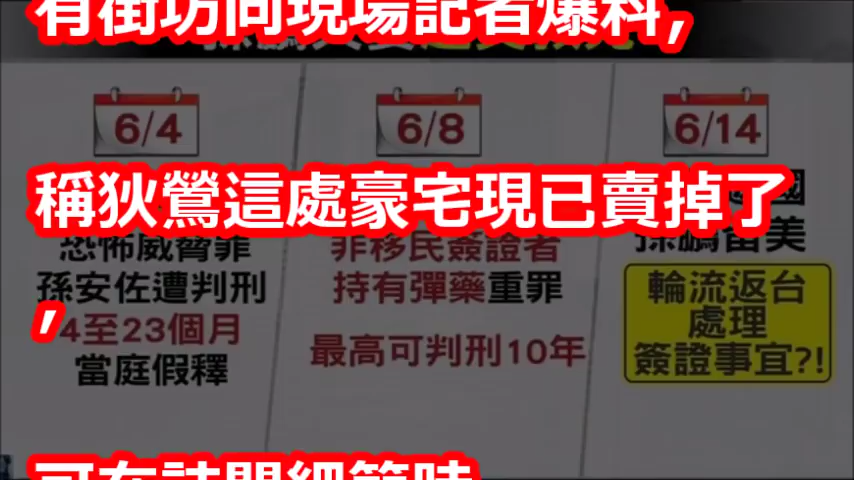 有街坊向現場記者爆料,
6/4
6/8
6/14
稱狄鶯這處豪宅現已賣掉了
,
恐怖威脅罪
孫安佐遭判刑
4至23個月
當庭假釋
非移民簽證者
持有彈藥重罪
最高可判刑10年
孫鵬留美
輪流返台
處理
簽證事宜?!